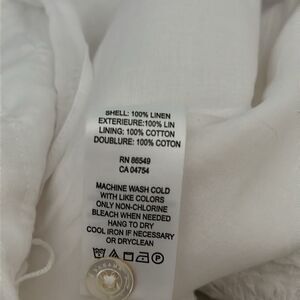 SHELL: 100% LINEN
EXTERIEURE:100% LIN
LINING: 100% COTTON
DOUBLURE: 100% COTON
RN 86549
CA 04754
MACHINE WASH COLD
WITH LIKE COLORS
ONLY NON-CHLORINE
BLEACH WHEN NEEDED
HANG TO DRY
COOL IRON IF NECESSARY
OR DRYCLEAN